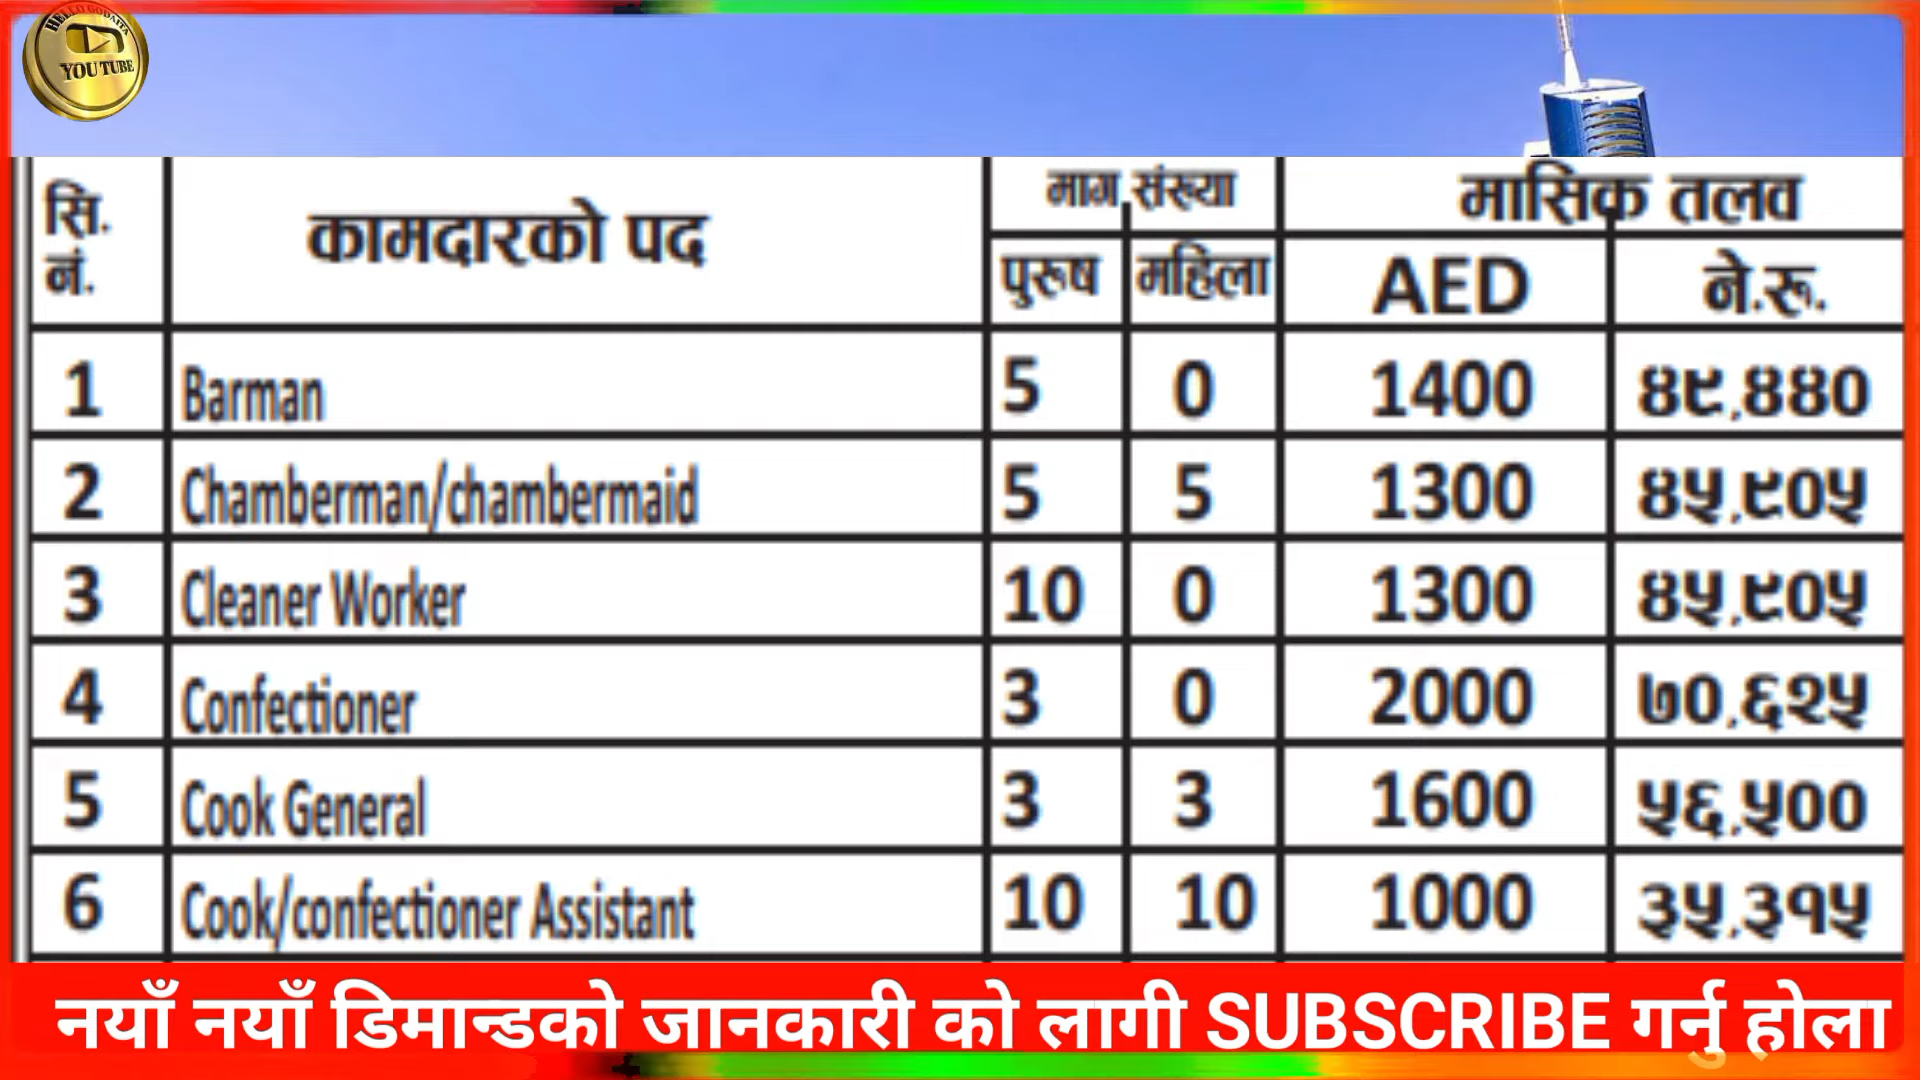 HELLO GODAITA
YOU TUBE
सि. नं. कामदारको पद माग संख्या मासिक तलव
पुरुष महिला AED ने.रू.
1 Barman 5 0 1400 ४९,४४०
2 Chamberman/chambermaid 5 5 1300 ४५,९०५
3 Cleaner Worker 10 0 1300 ४५,९०५
4 Confectioner 3 0 2000 ७०,६२५
5 Cook General 3 3 1600 ५६,५००
6 Cook/confectioner Assistant 10 10 1000 ३५,३१५
नयाँ नयाँ डिमान्डको जानकारी को लागी SUBSCRIBE गर्नु होला